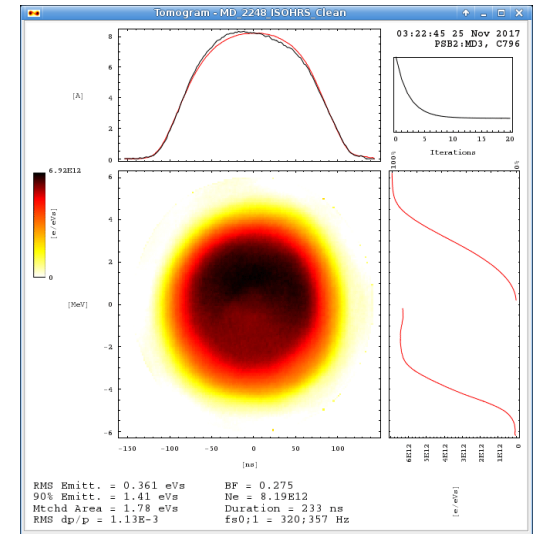 Tomogram - MD_2248_ISOHRS_Clean
03:22:45 25 Nov 2017
PSB2:MD3, C796
8
6
4
2
0
[A]
0 5 10 15 20
Iterations
100%
0%
6.92E12
[e/eVs]
0
6
4
2
0
-2
-4
-6
[MeV]
-150 -100 -50 0 50 100
[ns]
6E12 5E12 4E12 3E12 2E12 1E12 0
[e/eVs]
RMS Emitt. = 0.361 eVs BF = 0.275
90% Emitt. = 1.41 eVs Ne = 8.19E12
Mtchd Area = 1.78 eVs Duration = 233 ns
RMS dp/p = 1.13E-3 fs0;1 = 320;357 Hz